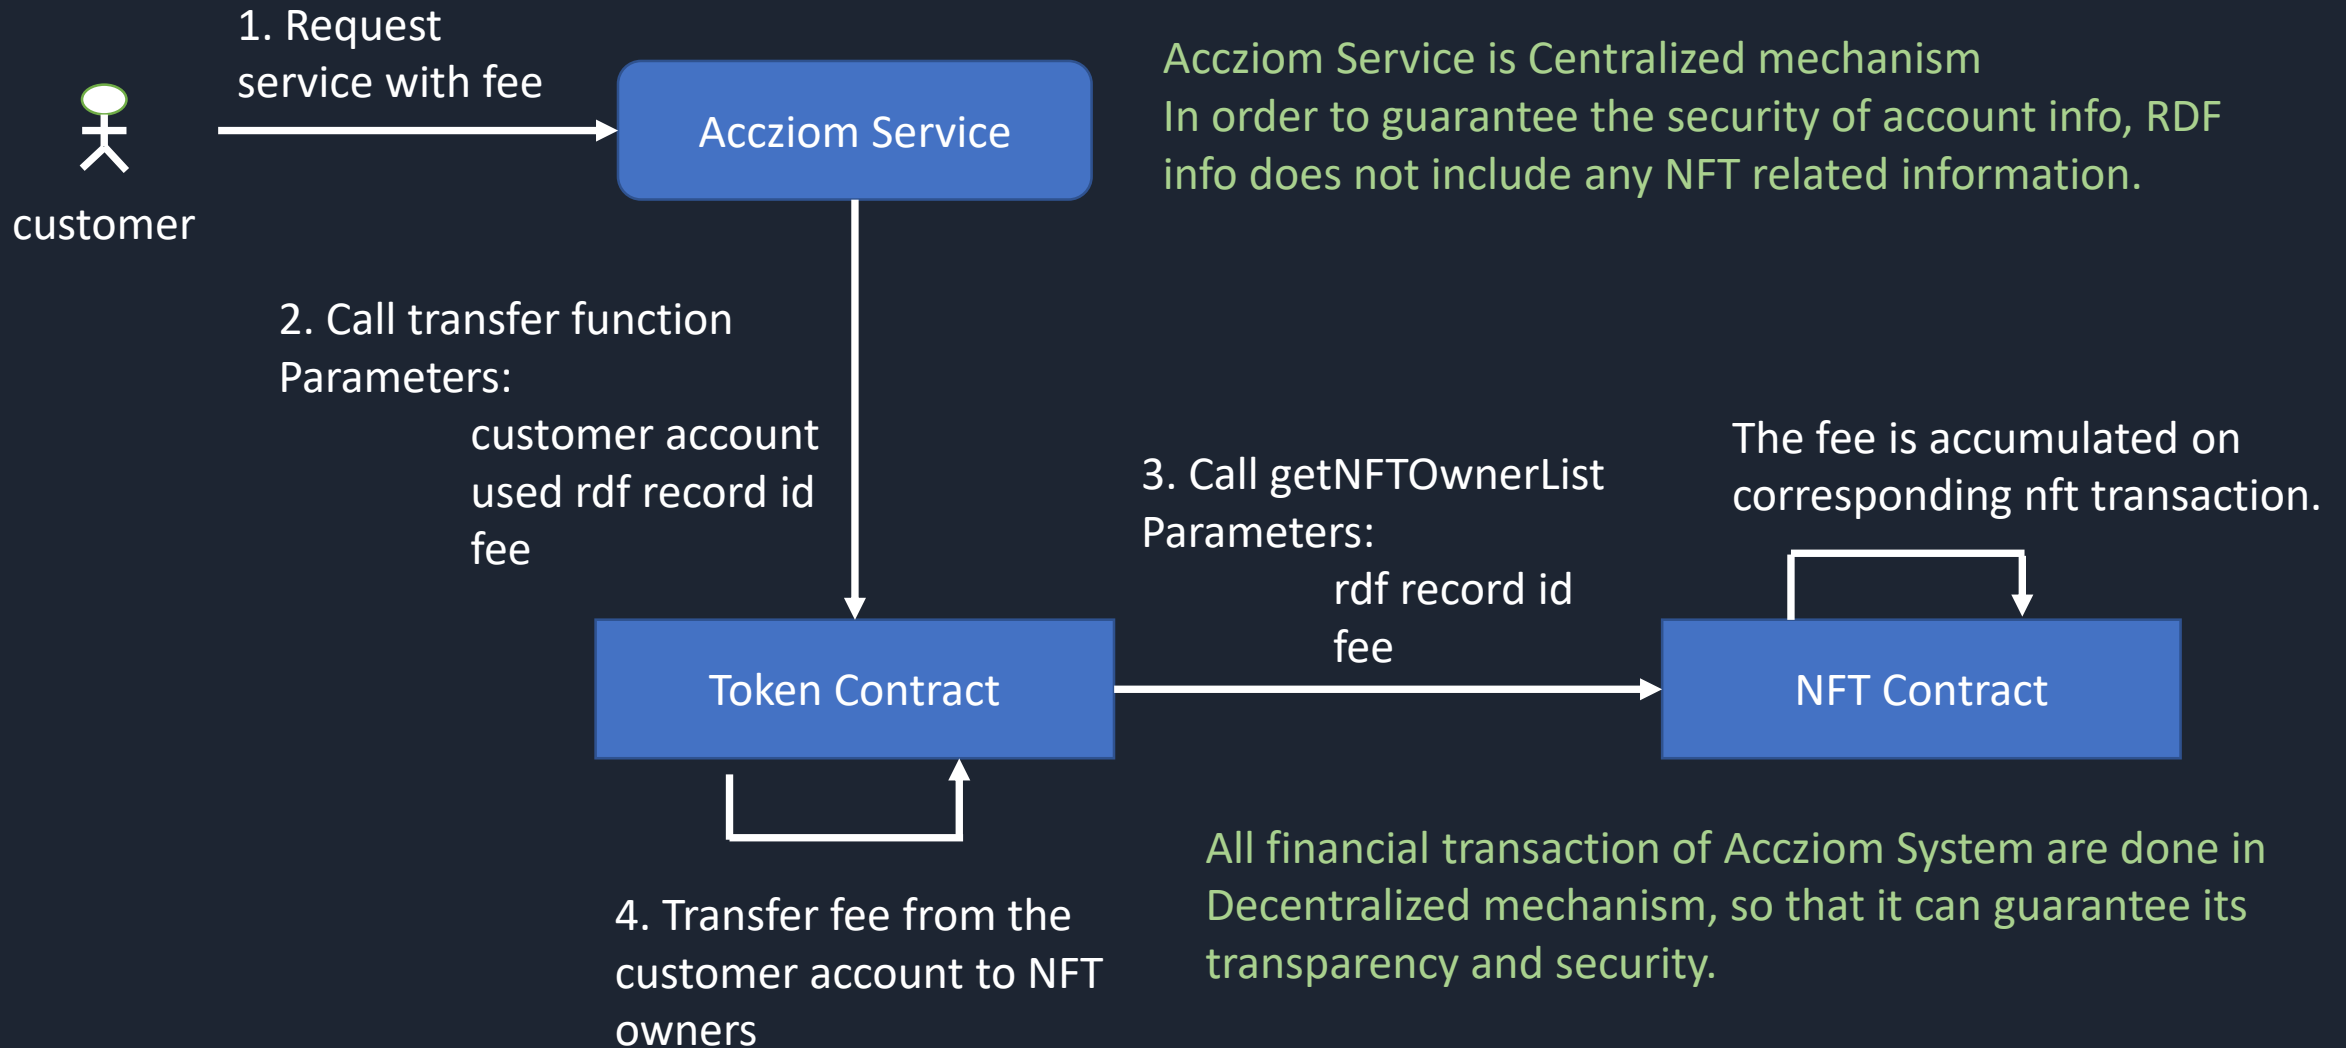 1. Request
service with fee
customer
Accziom Service
Accziom Service is Centralized mechanism
In order to guarantee the security of account info, RDF
info does not include any NFT related information.
2. Call transfer function
Parameters:
customer account
used rdf record id
fee
3. Call getNFTOwnerList
Parameters:
rdf record id
fee
The fee is accumulated on
corresponding nft transaction.
Token Contract
NFT Contract
4. Transfer fee from the
customer account to NFT
owners
All financial transaction of Accziom System are done in
Decentralized mechanism, so that it can guarantee its
transparency and security.